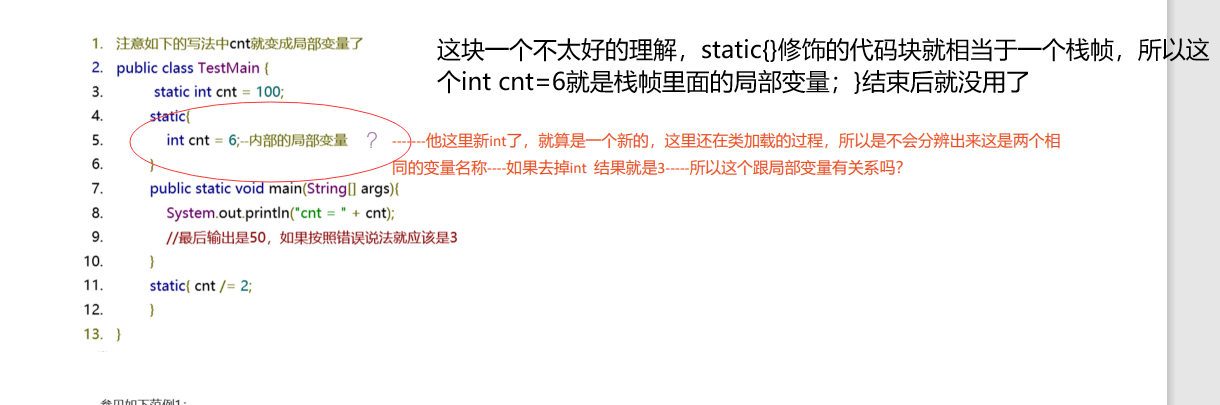 1. 注意如下的写法中cnt就变成局部变量了
2. public class TestMain {
3. static int cnt = 100;
4. static{
5. int cnt = 6;--内部的局部变量 ?
6. }
7. public static void main(String[] args){
8. System.out.println("cnt = " + cnt);
9. //最后输出是50，如果按照错误说法就应该是3
10. }
11. static{ cnt /= 2;
12. }
13. }
这块一个不太好的理解，static{}修饰的代码块就相当于一个栈帧，所以这
个int cnt=6就是栈帧里面的局部变量；}结束后就没用了
-------他这里新int了，就算是一个新的，这里还在类加载的过程，所以是不会分辨出来这是两个相
同的变量名称----如果去掉int 结果就是3-----所以这个跟局部变量有关系吗？